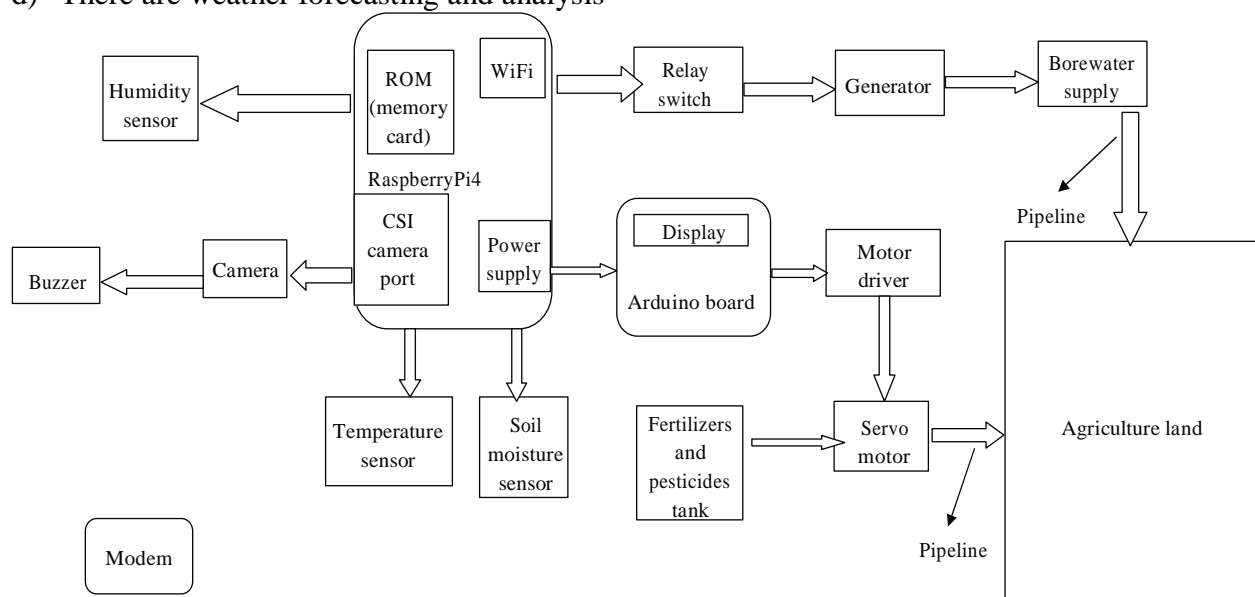 d) There are weather forecasting and analysis
Humidity
sensor
ROM
(memory
card)
WiFi
RaspberryPi4
CSI
camera
port
Power
supply
Relay
switch
Generator
Borewater
supply
Pipeline
Buzzer
Camera
Display
Arduino board
Motor
driver
Temperature
sensor
Soil
moisture
sensor
Fertilizers
and
pesticides
tank
Servo
motor
Agriculture land
Pipeline
Modem